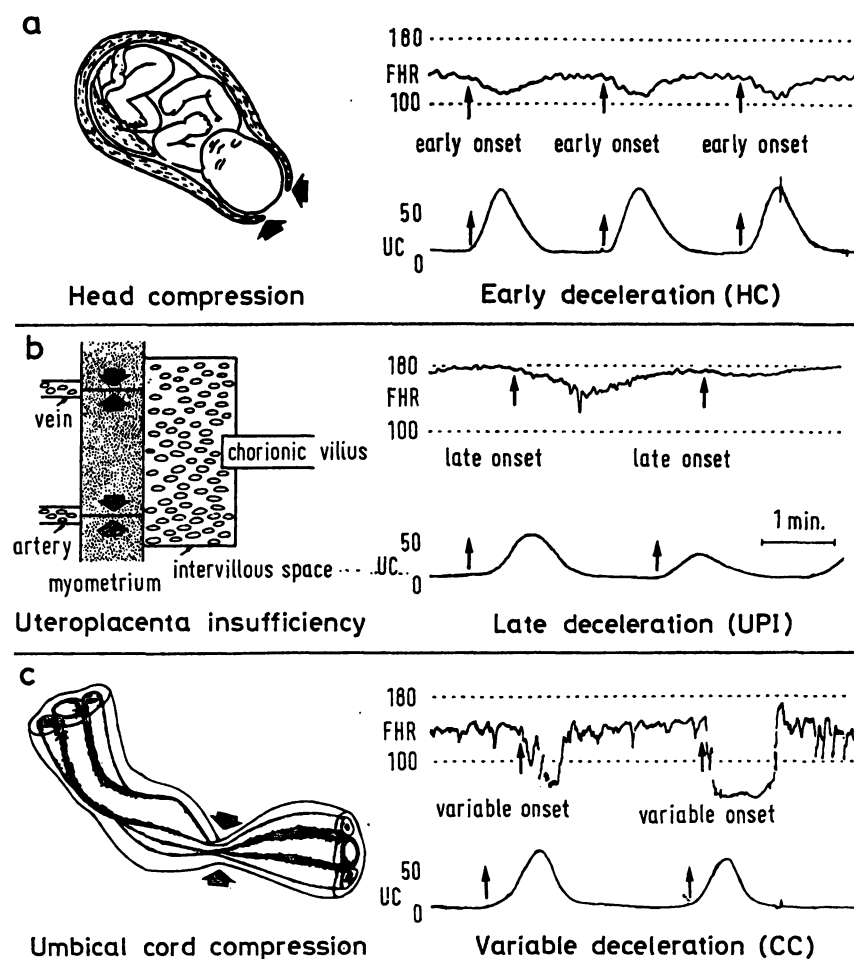 a
180
FHR
100
early onset early onset early onset
50
UC
0
Head compression
Early deceleration (HC)
b
vein
artery
myometrium
intervillous space
chorionic villus
180
FHR
100
late onset late onset
1 min.
50
UC
0
Uteroplacenta insufficiency
Late deceleration (UPI)
c
180
FHR
100
variable onset variable onset
50
UC
0
Umbical cord compression
Variable deceleration (CC)